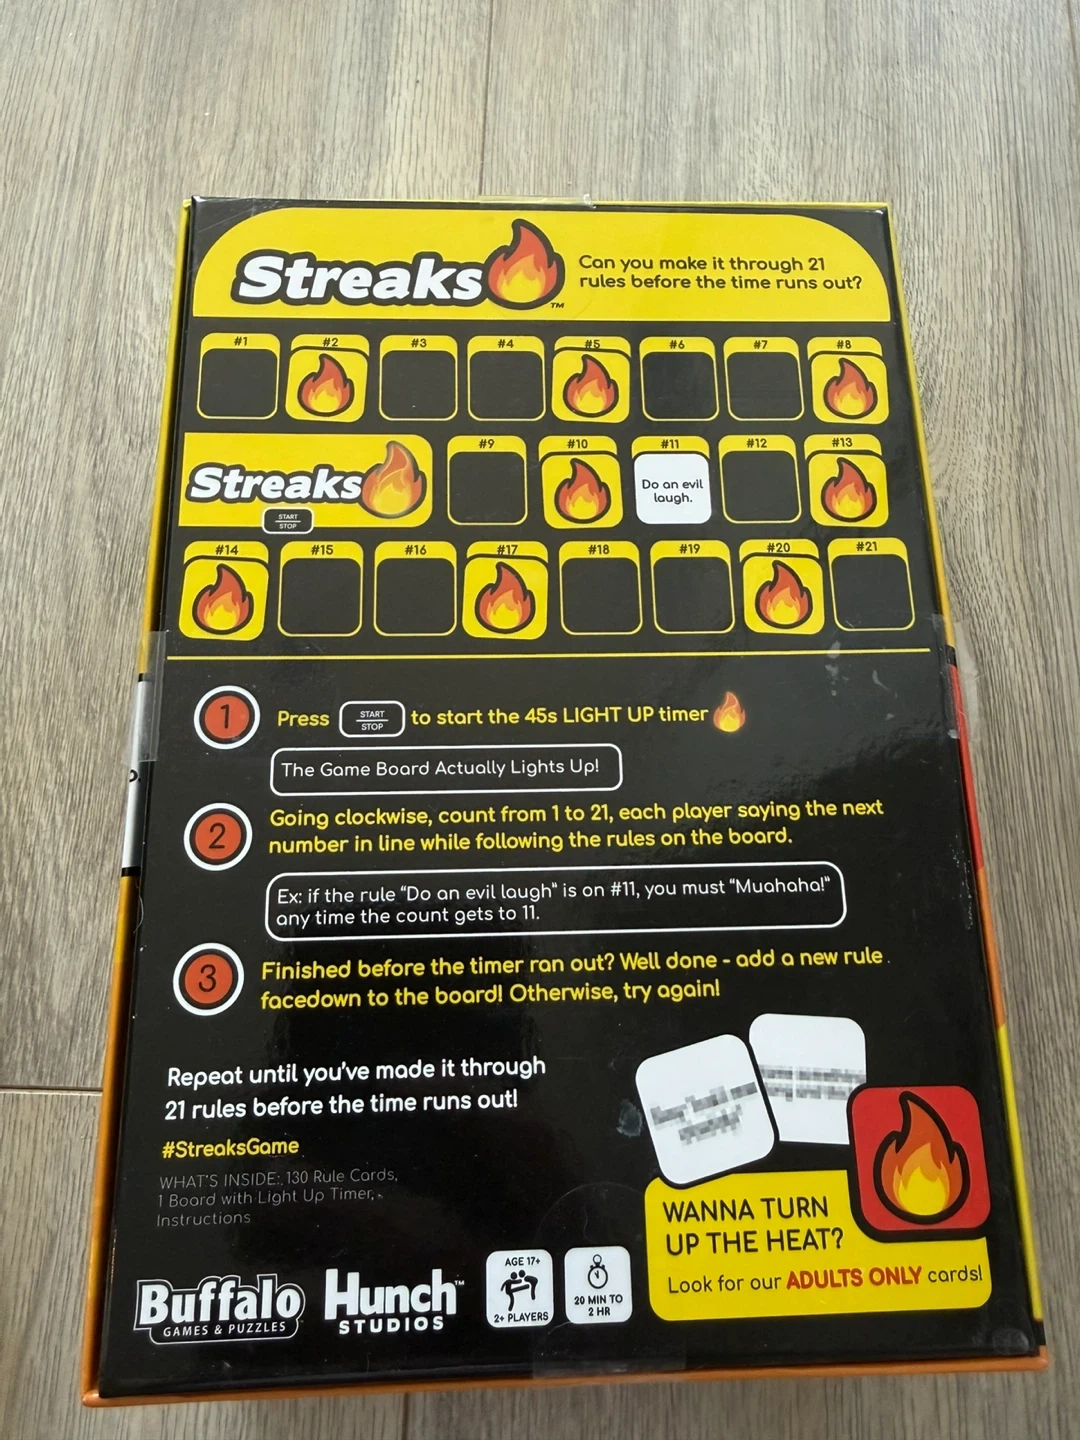 Streaks™
Can you make it through 21
rules before the time runs out?
#1 #2 #3 #4 #5 #6 #7 #8
Streaks
START
STOP
#9 #10 #11 #12 #13
Do an evil
laugh.
#14 #15 #16 #17 #18 #19 #20 #21
1
Press START STOP to start the 45s LIGHT UP timer
The Game Board Actually Lights Up!
2
Going clockwise, count from 1 to 21, each player saying the next
number in line while following the rules on the board.
Ex: if the rule “Do an evil laugh” is on #11, you must “Muahaha!”
any time the count gets to 11.
3
Finished before the timer ran out? Well done - add a new rule
facedown to the board! Otherwise, try again!
Repeat until you’ve made it through
21 rules before the time runs out!
#StreaksGame
WHAT’S INSIDE: 130 Rule Cards,
1 Board with Light Up Timer,
Instructions
WANNA TURN
UP THE HEAT?
Look for our ADULTS ONLY cards!
Buffalo
GAMES & PUZZLES
Hunch™
STUDIOS
AGE 17+
2+ PLAYERS
20 MIN TO
2 HR